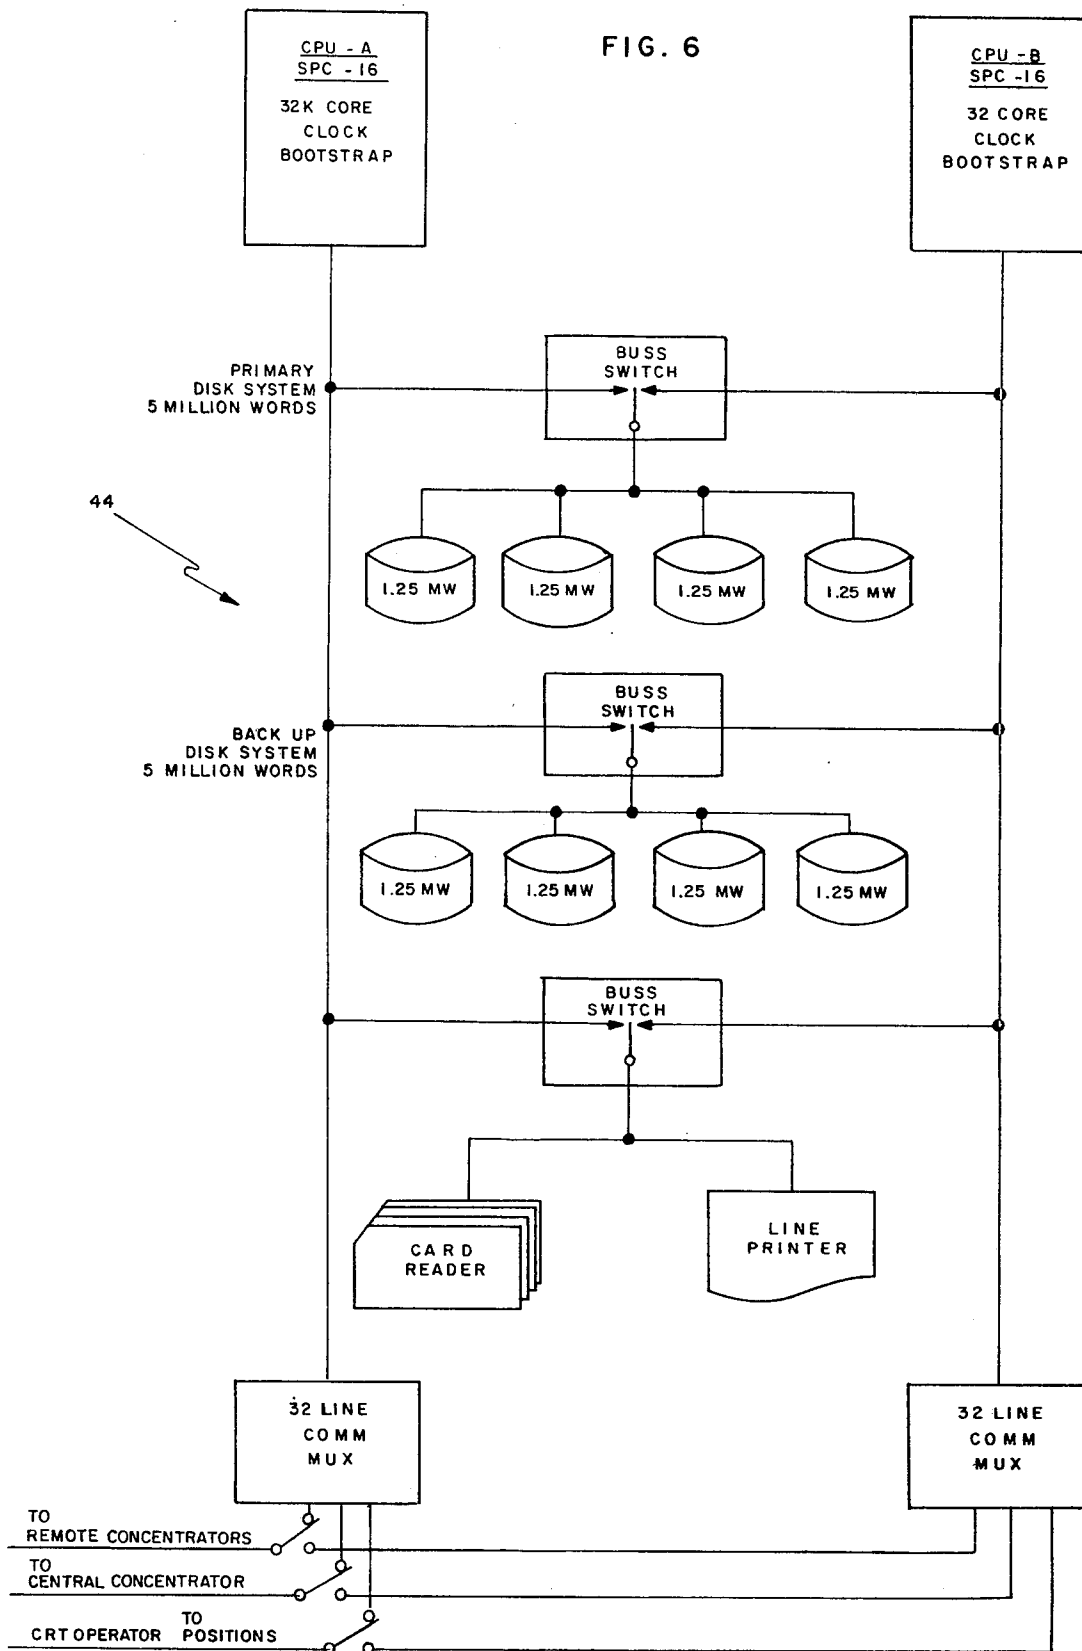 FIG. 6
CPU - A
SPC - 16
32K CORE
CLOCK
BOOTSTRAP
CPU - B
SPC - 16
32 CORE
CLOCK
BOOTSTRAP
PRIMARY
DISK SYSTEM
5 MILLION WORDS
BUSS
SWITCH
44
1.25 MW
1.25 MW
1.25 MW
1.25 MW
BACK UP
DISK SYSTEM
5 MILLION WORDS
BUSS
SWITCH
1.25 MW
1.25 MW
1.25 MW
1.25 MW
BUSS
SWITCH
CARD
READER
LINE
PRINTER
32 LINE
COMM
MUX
32 LINE
COMM
MUX
TO
REMOTE CONCENTRATORS
TO
CENTRAL CONCENTRATOR
TO
CRT OPERATOR POSITIONS